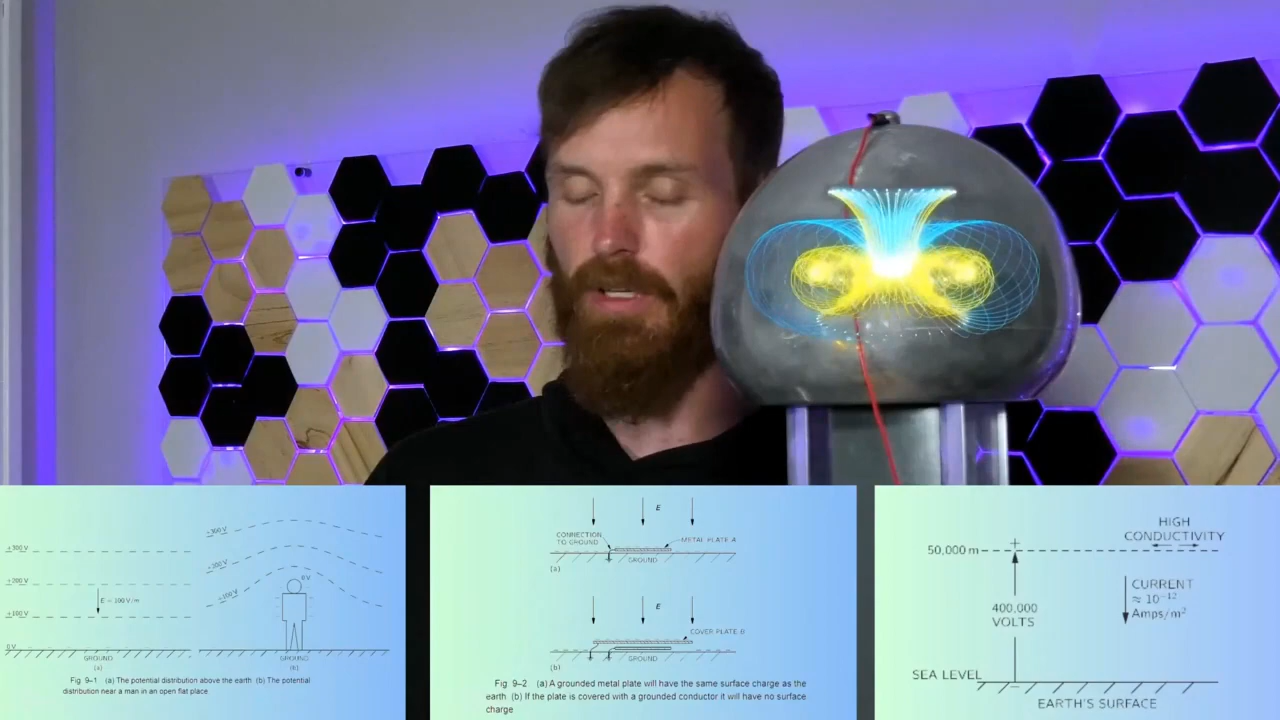 +300 V
+200 V
E = 100 V/m
+100 V
0 V
GROUND
(a)
+300 V
+200 V
+100 V
0 V
GROUND
(b)
Fig 9–1 (a) The potential distribution above the earth (b) The potential
distribution near a man in an open flat place
E
CONNECTION
TO GROUND
METAL PLATE A
GROUND
(a)
E
COVER PLATE B
GROUND
(b)
Fig 9–2 (a) A grounded metal plate will have the same surface charge as the
earth (b) If the plate is covered with a grounded conductor it will have no surface
charge
HIGH
CONDUCTIVITY
50,000 m
+
400,000
VOLTS
CURRENT
≈ 10⁻¹²
Amps/m²
SEA LEVEL
−
EARTH'S SURFACE